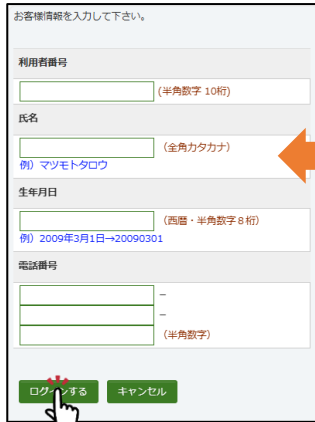 お客様情報を入力して下さい。
利用者番号
(半角数字 10桁)
氏名
（全角カタカナ）
例）マツモトタロウ
生年月日
（西暦・半角数字８桁）
例）2009年3月1日→20090301
電話番号
－
－
（半角数字）
ログインする キャンセル